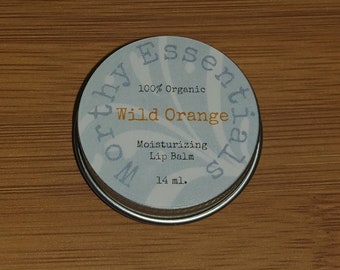 Worthy Essentials
100% Organic
Wild Orange
Moisturizing
Lip Balm
14 ml.